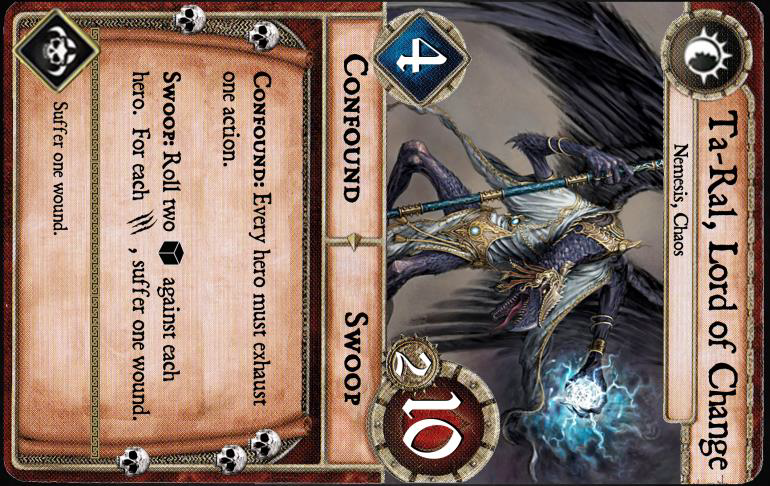 Ta-Ral, Lord of Change
Nemesis, Chaos
4
2
10
CONFOUND
SWOOP
CONFOUND: Every hero must exhaust
one action.
SWOOP: Roll two against each
hero. For each , suffer one wound.
Suffer one wound.